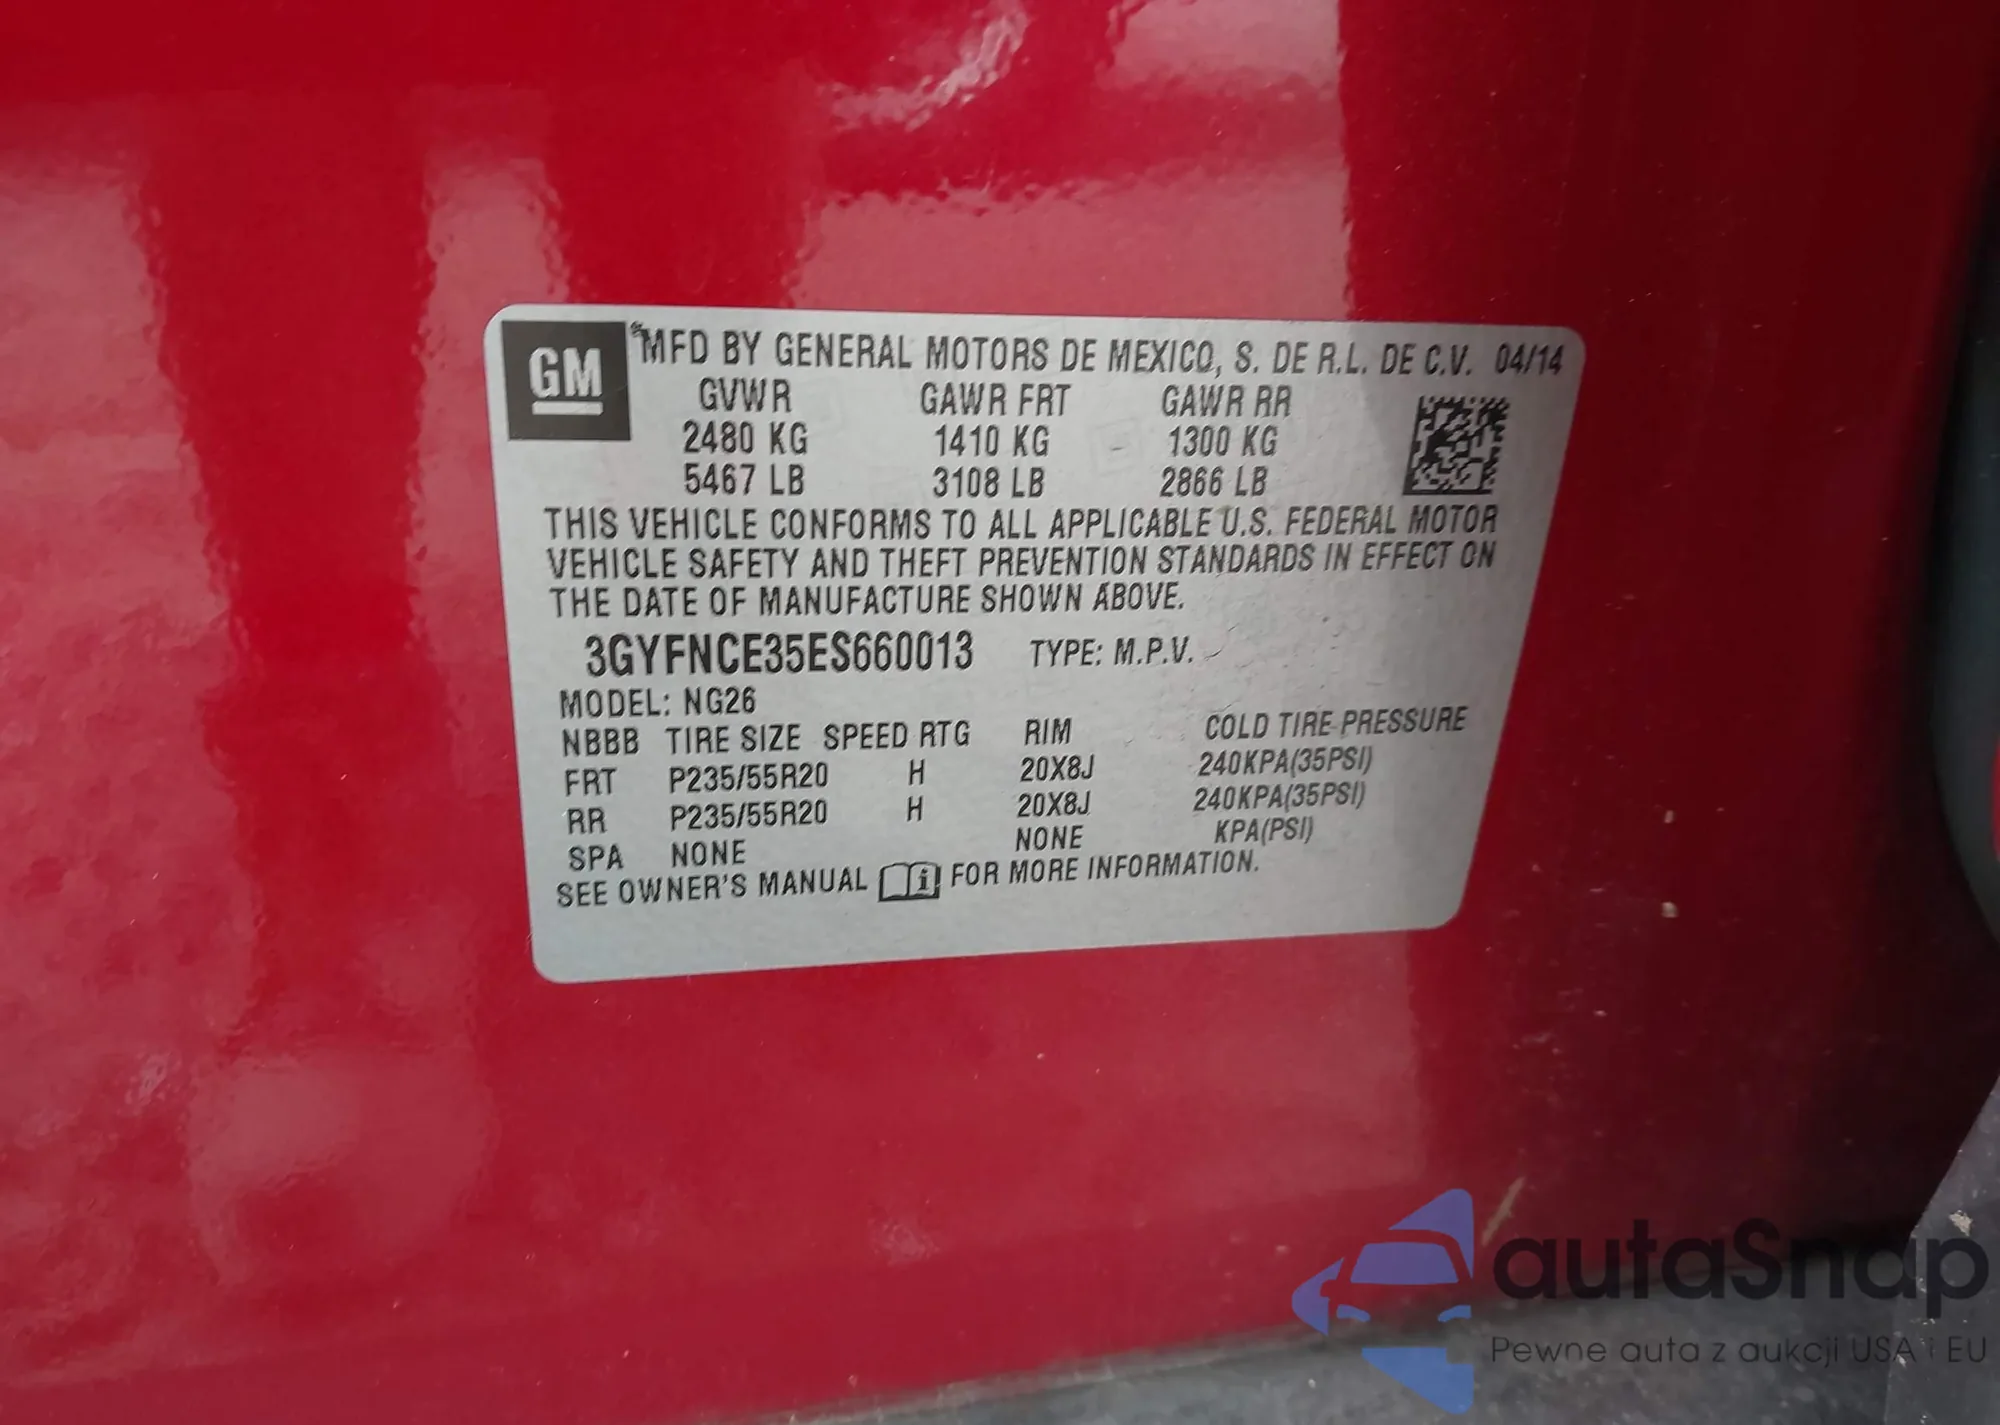 GM
MFD BY GENERAL MOTORS DE MEXICO, S. DE R.L. DE C.V. 04/14
GVWR GAWR FRT GAWR RR
2480 KG 1410 KG 1300 KG
5467 LB 3108 LB 2866 LB
THIS VEHICLE CONFORMS TO ALL APPLICABLE U.S. FEDERAL MOTOR
VEHICLE SAFETY AND THEFT PREVENTION STANDARDS IN EFFECT ON
THE DATE OF MANUFACTURE SHOWN ABOVE.
3GYFNCE35ES660013 TYPE: M.P.V.
MODEL: NG26
NBBB TIRE SIZE SPEED RTG RIM COLD TIRE PRESSURE
FRT P235/55R20 H 20X8J 240KPA(35PSI)
RR P235/55R20 H 20X8J 240KPA(35PSI)
SPA NONE NONE KPA(PSI)
SEE OWNER'S MANUAL i FOR MORE INFORMATION.
autaSnap
Pewne auta z aukcji USA i EU